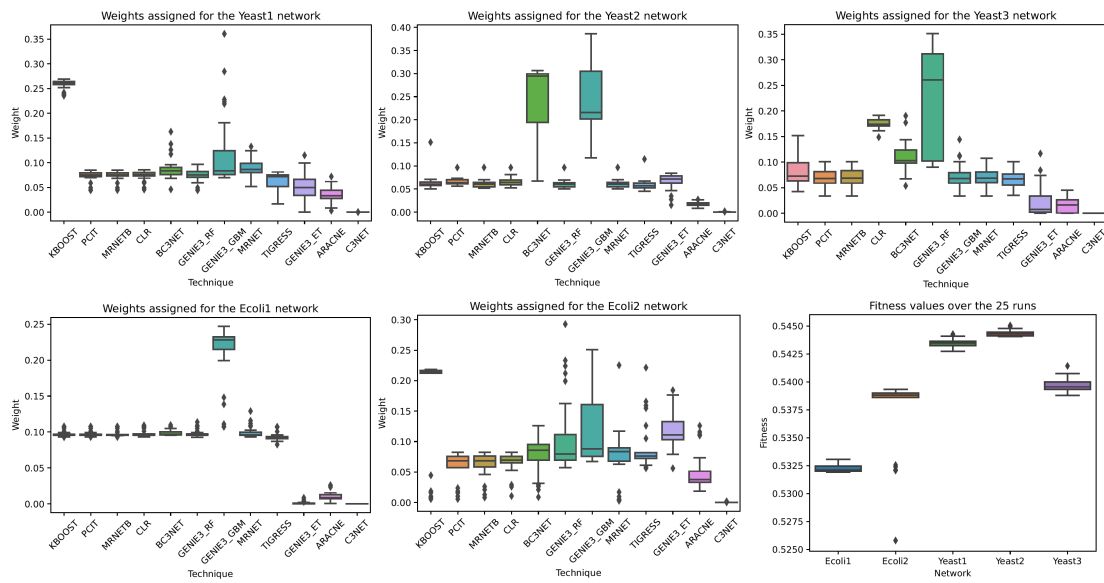 Weights assigned for the Yeast1 network
Weight
0.35
0.30
0.25
0.20
0.15
0.10
0.05
0.00
KBOOST
PCIT
MRNETB
CLR
BC3NET
GENIE3_RF
GENIE3_GBM
MRNET
TIGRESS
GENIE3_ET
ARACNE
C3NET
Technique
Weights assigned for the Yeast2 network
Weight
0.40
0.30
0.20
0.10
0.05
0.00
KBOOST
PCIT
MRNETB
CLR
BC3NET
GENIE3_RF
GENIE3_GBM
MRNET
TIGRESS
GENIE3_ET
ARACNE
C3NET
Technique
Weights assigned for the Yeast3 network
Weight
0.35
0.30
0.25
0.20
0.15
0.10
0.05
0.00
KBOOST
PCIT
MRNETB
CLR
BC3NET
GENIE3_RF
GENIE3_GBM
MRNET
TIGRESS
GENIE3_ET
ARACNE
C3NET
Technique
Weights assigned for the Ecoli1 network
Weight
0.25
0.20
0.15
0.10
0.00
KBOOST
PCIT
MRNETB
CLR
BC3NET
GENIE3_RF
GENIE3_GBM
MRNET
TIGRESS
GENIE3_ET
ARACNE
C3NET
Technique
Weights assigned for the Ecoli2 network
Weight
0.30
0.20
0.15
0.10
0.05
0.00
KBOOST
PCIT
MRNETB
CLR
BC3NET
GENIE3_RF
GENIE3_GBM
MRNET
TIGRESS
GENIE3_ET
ARACNE
C3NET
Technique
Fitness values over the 25 runs
Fitness
0.5450
0.5425
0.5400
0.5375
0.5350
0.5325
0.5300
0.5275
0.5250
Ecoli1
Ecoli2
Yeast1
Yeast2
Yeast3
Network